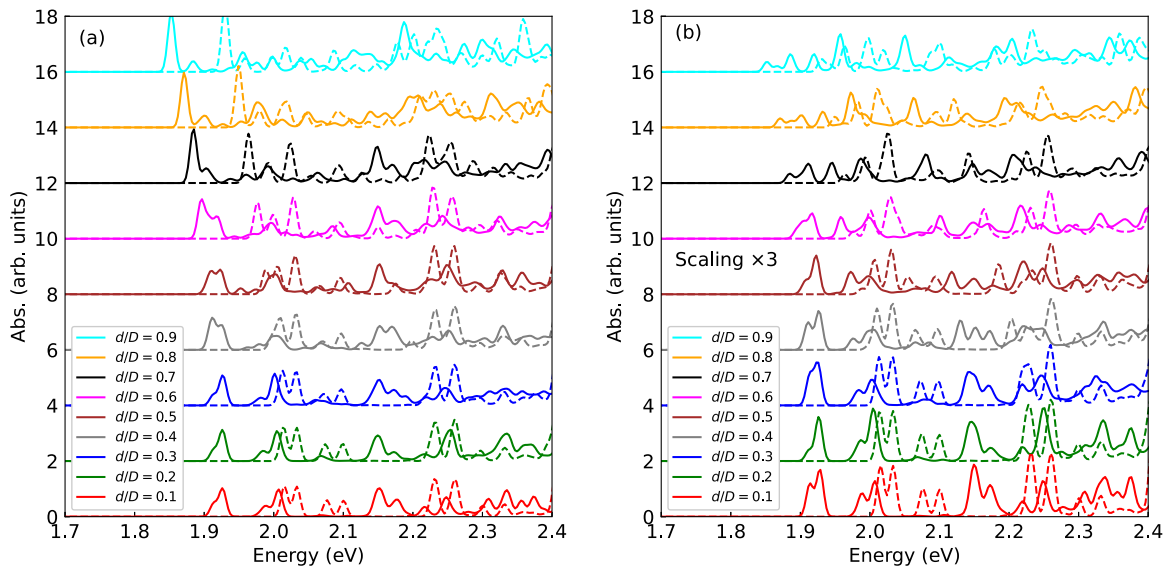 (a)
Abs. (arb. units)
18
16
14
12
10
8
6
4
2
0
d/D = 0.9
d/D = 0.8
d/D = 0.7
d/D = 0.6
d/D = 0.5
d/D = 0.4
d/D = 0.3
d/D = 0.2
d/D = 0.1
1.7 1.8 1.9 2.0 2.1 2.2 2.3 2.4
Energy (eV)
(b)
Abs. (arb. units)
18
16
14
12
10
8
6
4
2
0
Scaling ×3
d/D = 0.9
d/D = 0.8
d/D = 0.7
d/D = 0.6
d/D = 0.5
d/D = 0.4
d/D = 0.3
d/D = 0.2
d/D = 0.1
1.7 1.8 1.9 2.0 2.1 2.2 2.3 2.4
Energy (eV)